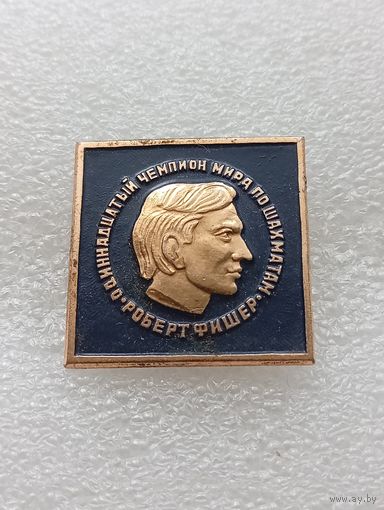 ОДИННАДЦАТЫЙ ЧЕМПИОН МИРА ПО ШАХМАТАМ
• РОБЕРТ ФИШЕР •
www.ay.by